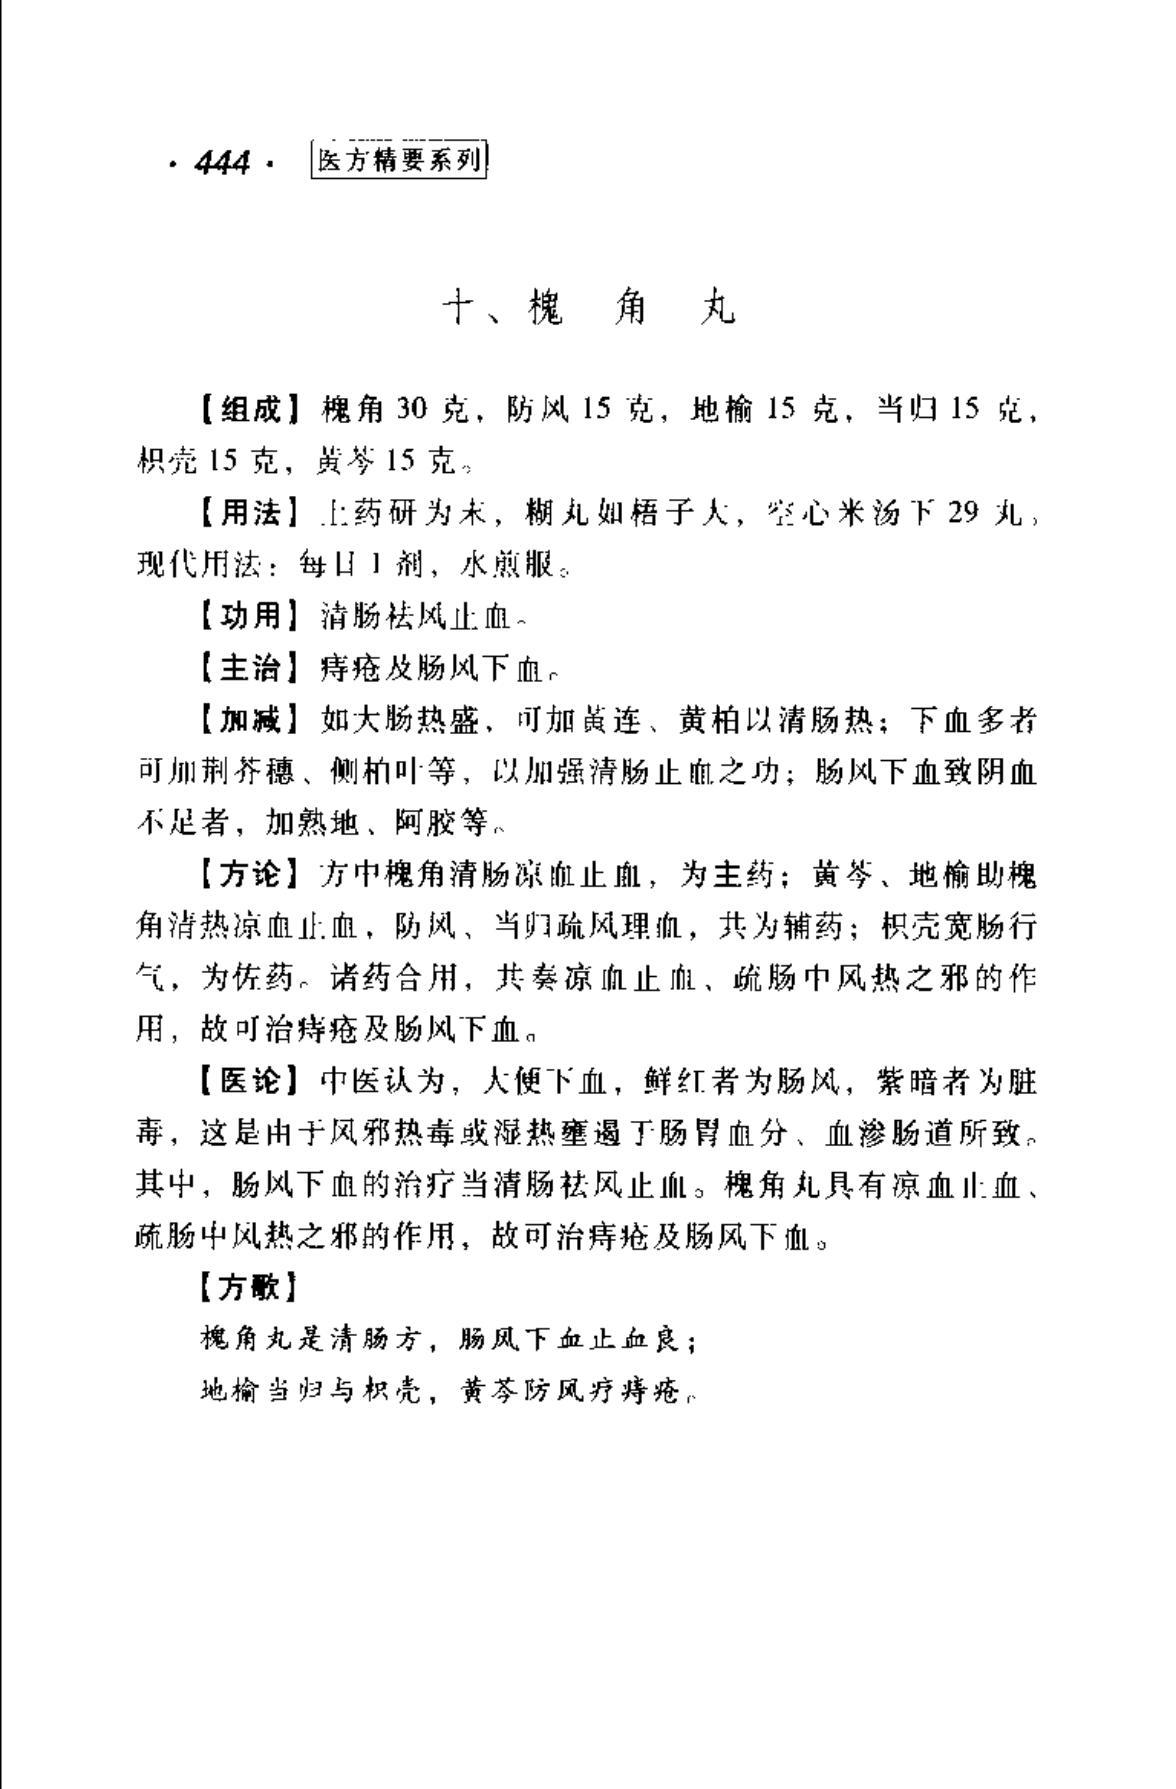 · 444 · 医方精要系列
十、槐 角 丸
【组成】 槐角 30 克，防风 15 克，地榆 15 克，当归 15 克，
枳壳 15 克，黄芩 15 克。
【用法】 上药研为末，糊丸如梧子大，空心米汤下 29 丸。
现代用法：每日 1 剂，水煎服。
【功用】 清肠祛风止血。
【主治】 痔疮及肠风下血。
【加减】 如大肠热盛，可加黄连、黄柏以清肠热；下血多者
可加荆芥穗、侧柏叶等，以加强清肠止血之功；肠风下血致阴血
不足者，加熟地、阿胶等。
【方论】 方中槐角清肠凉血止血，为主药；黄芩、地榆助槐
角清热凉血止血，防风、当归疏风理血，共为辅药；枳壳宽肠行
气，为佐药。诸药合用，共奏凉血止血、疏肠中风热之邪的作
用，故可治痔疮及肠风下血。
【医论】 中医认为，大便下血，鲜红者为肠风，紫暗者为脏
毒，这是由于风邪热毒或湿热壅遏于肠胃血分、血渗肠道所致。
其中，肠风下血的治疗当清肠祛风止血。槐角丸具有凉血止血、
疏肠中风热之邪的作用，故可治痔疮及肠风下血。
【方歌】
槐角丸是清肠方，肠风下血止血良；
地榆当归与枳壳，黄芩防风疗痔疮。